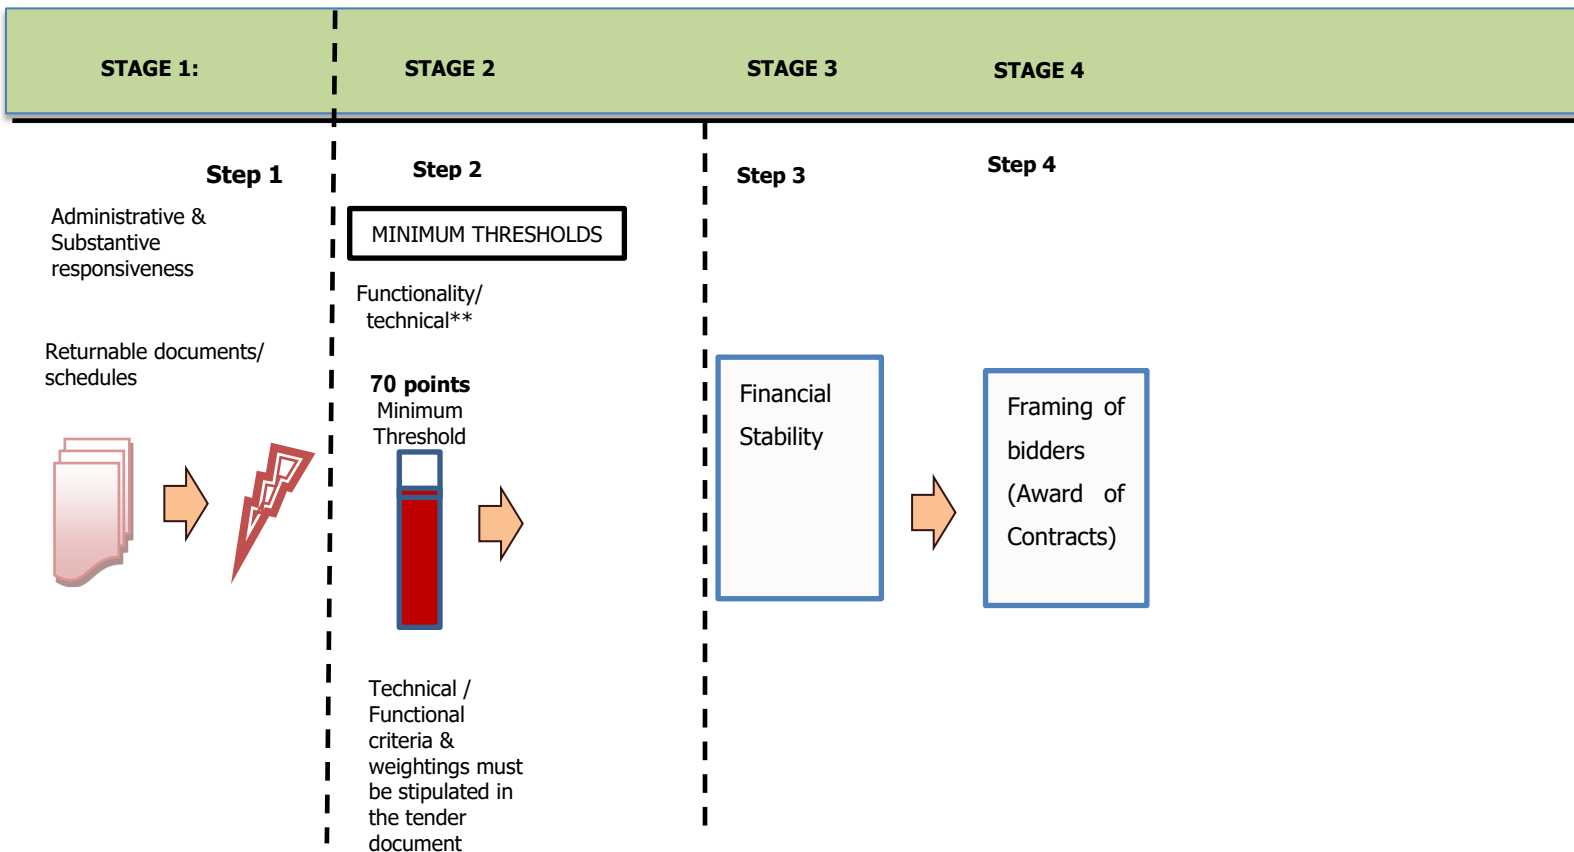 STAGE 1:
STAGE 2
STAGE 3
STAGE 4
Step 1
Administrative &
Substantive
responsiveness
Returnable documents/
schedules
Step 2
MINIMUM THRESHOLDS
Functionality/
technical**
70 points
Minimum
Threshold
Technical /
Functional
criteria &
weightings must
be stipulated in
the tender
document
Step 3
Financial
Stability
Step 4
Framing of
bidders
(Award of
Contracts)